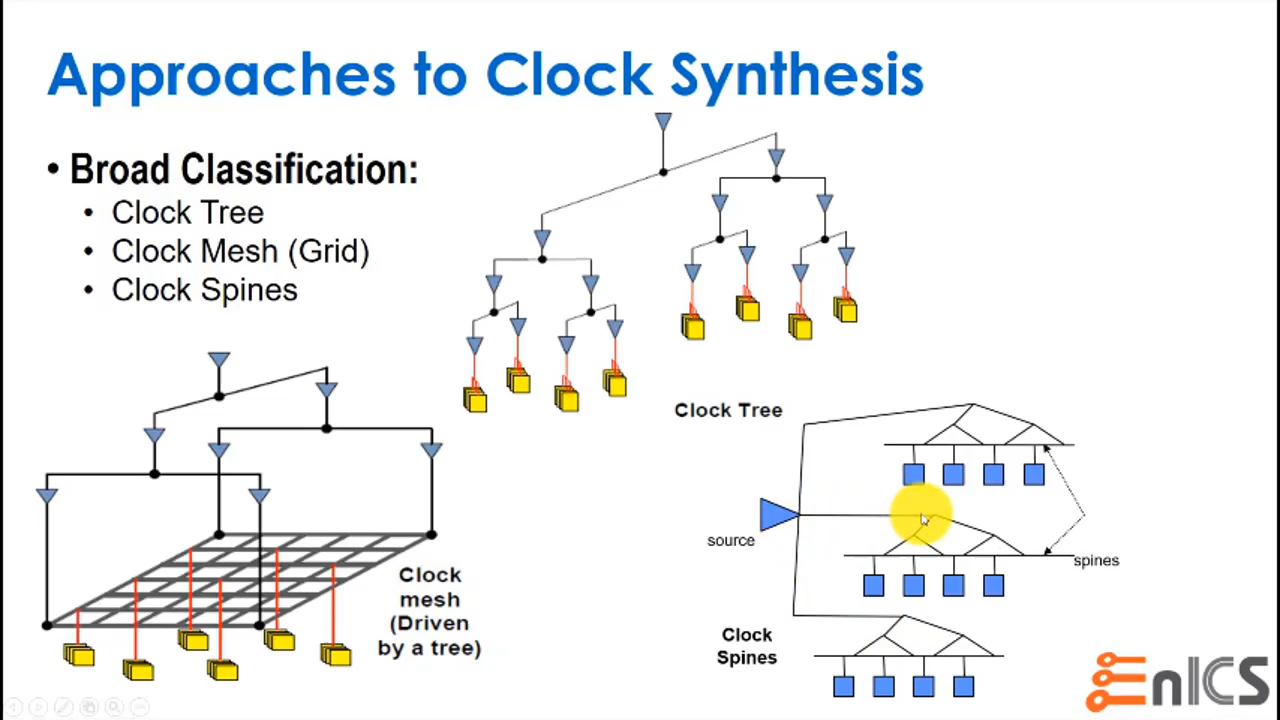 Approaches to Clock Synthesis
• Broad Classification:
• Clock Tree
• Clock Mesh (Grid)
• Clock Spines
Clock Tree
Clock
mesh
(Driven
by a tree)
source
spines
Clock
Spines
EnICS